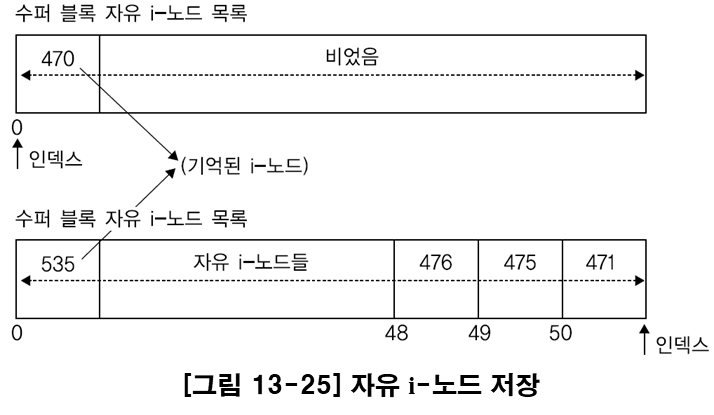 수퍼 블록 자유 i-노드 목록
470 비었음
0
인덱스
(기억된 i-노드)
수퍼 블록 자유 i-노드 목록
535 자유 i-노드들 476 475 471
0 48 49 50
인덱스
[그림 13-25] 자유 i-노드 저장